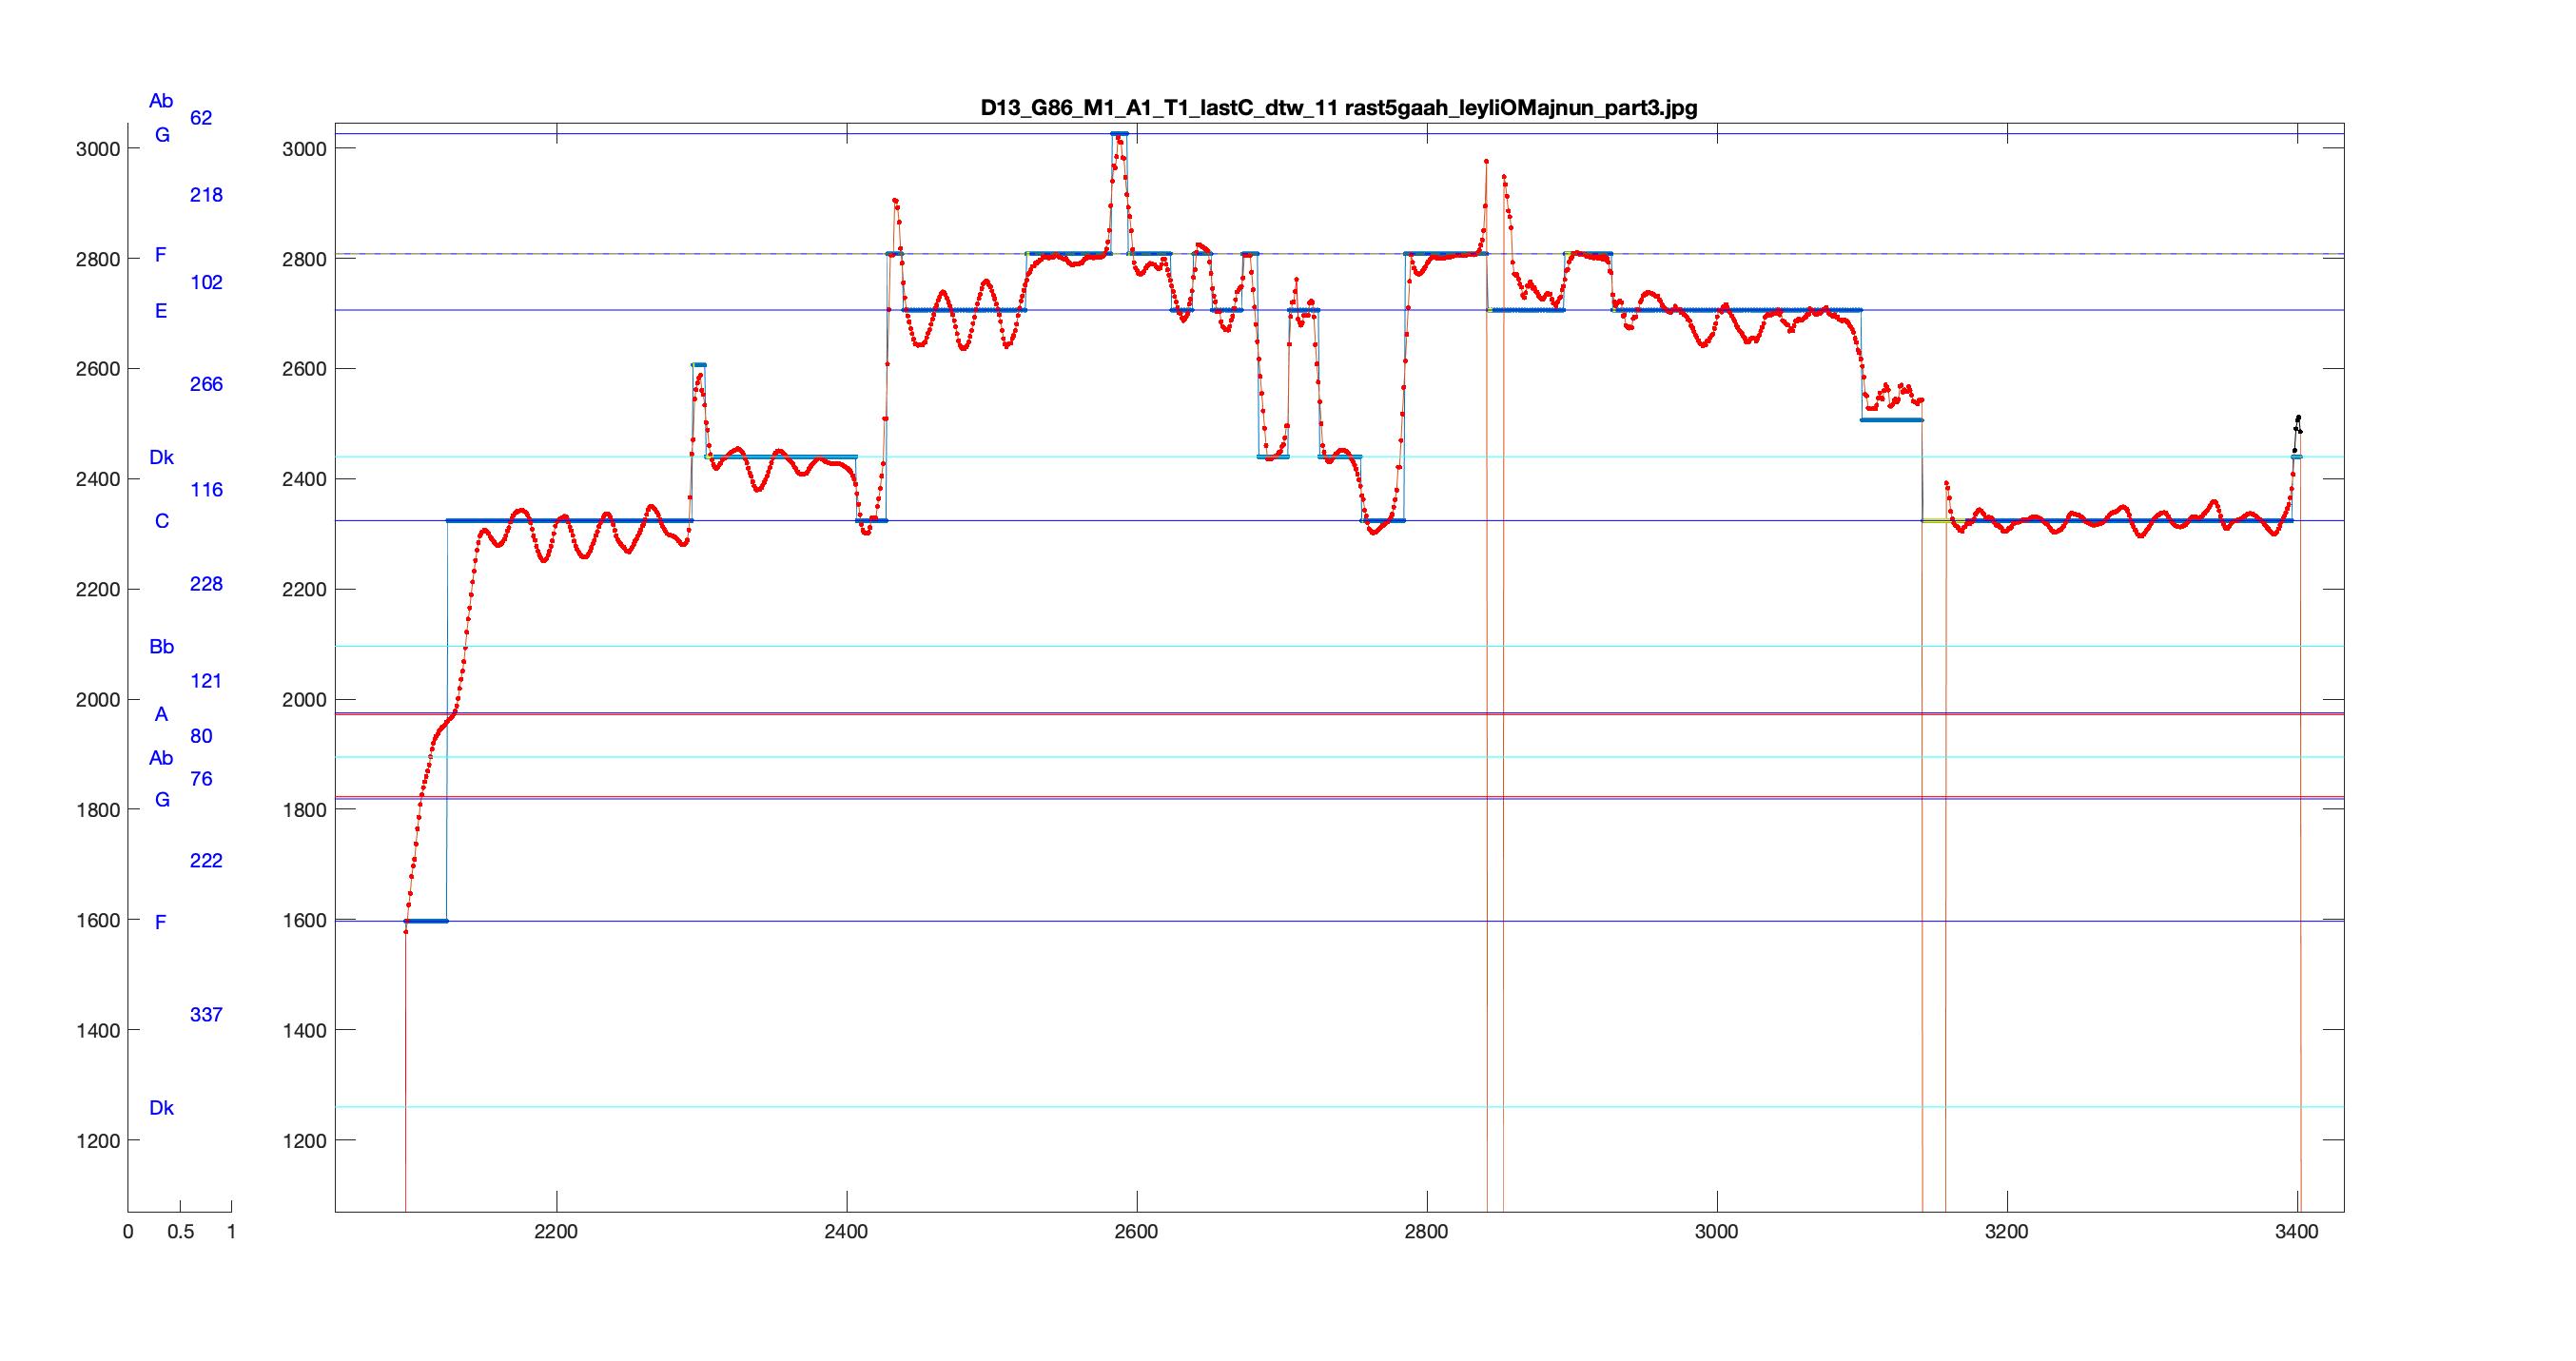 D13_G86_M1_A1_T1_lastC_dtw_11 rast5gaah_leyliOMajnun_part3.jpg
Ab
62
G
3000 3000
218
F
2800 2800
102
E
2600 2600
266
Dk
2400 2400
116
C
228
2200 2200
Bb
121
2000 2000
A
80
Ab
76
1800 1800
G
222
1600 1600
F
337
1400 1400
Dk
1200 1200
0 0.5 1 2200 2400 2600 2800 3000 3200 3400